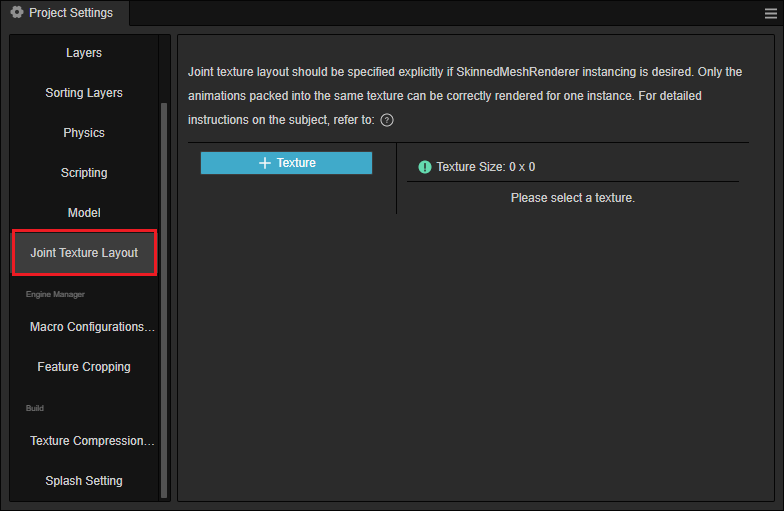 Project Settings
Layers
Sorting Layers
Physics
Scripting
Model
Joint Texture Layout
Engine Manager
Macro Configurations...
Feature Cropping
Build
Texture Compression...
Splash Setting
Joint texture layout should be specified explicitly if SkinnedMeshRenderer instancing is desired. Only the
animations packed into the same texture can be correctly rendered for one instance. For detailed
instructions on the subject, refer to: ?
+ Texture
! Texture Size: 0 x 0
Please select a texture.